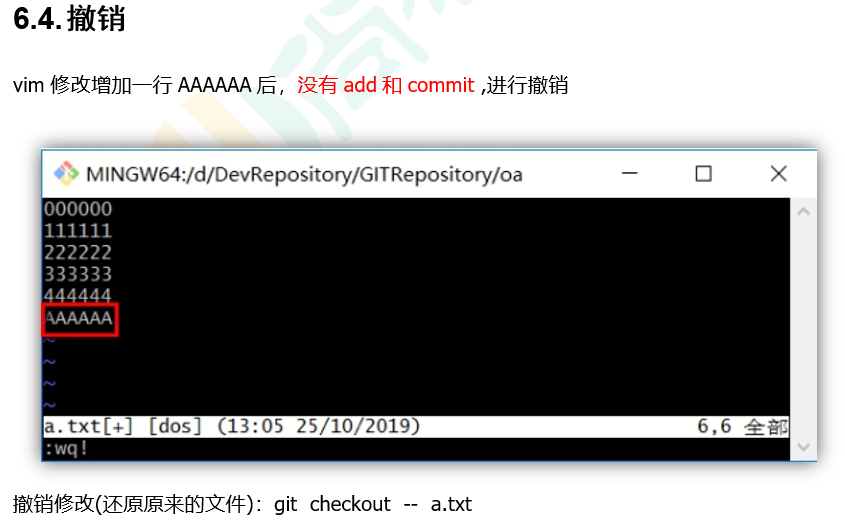 6.4. 撤销
vim 修改增加一行 AAAAAA 后，没有 add 和 commit ,进行撤销
MINGW64:/d/DevRepository/GITRepository/oa
000000
111111
222222
333333
444444
AAAAAA
~
~
~
~
a.txt[+] [dos] (13:05 25/10/2019) 6,6 全部
:wq!
撤销修改(还原原来的文件)：git checkout -- a.txt